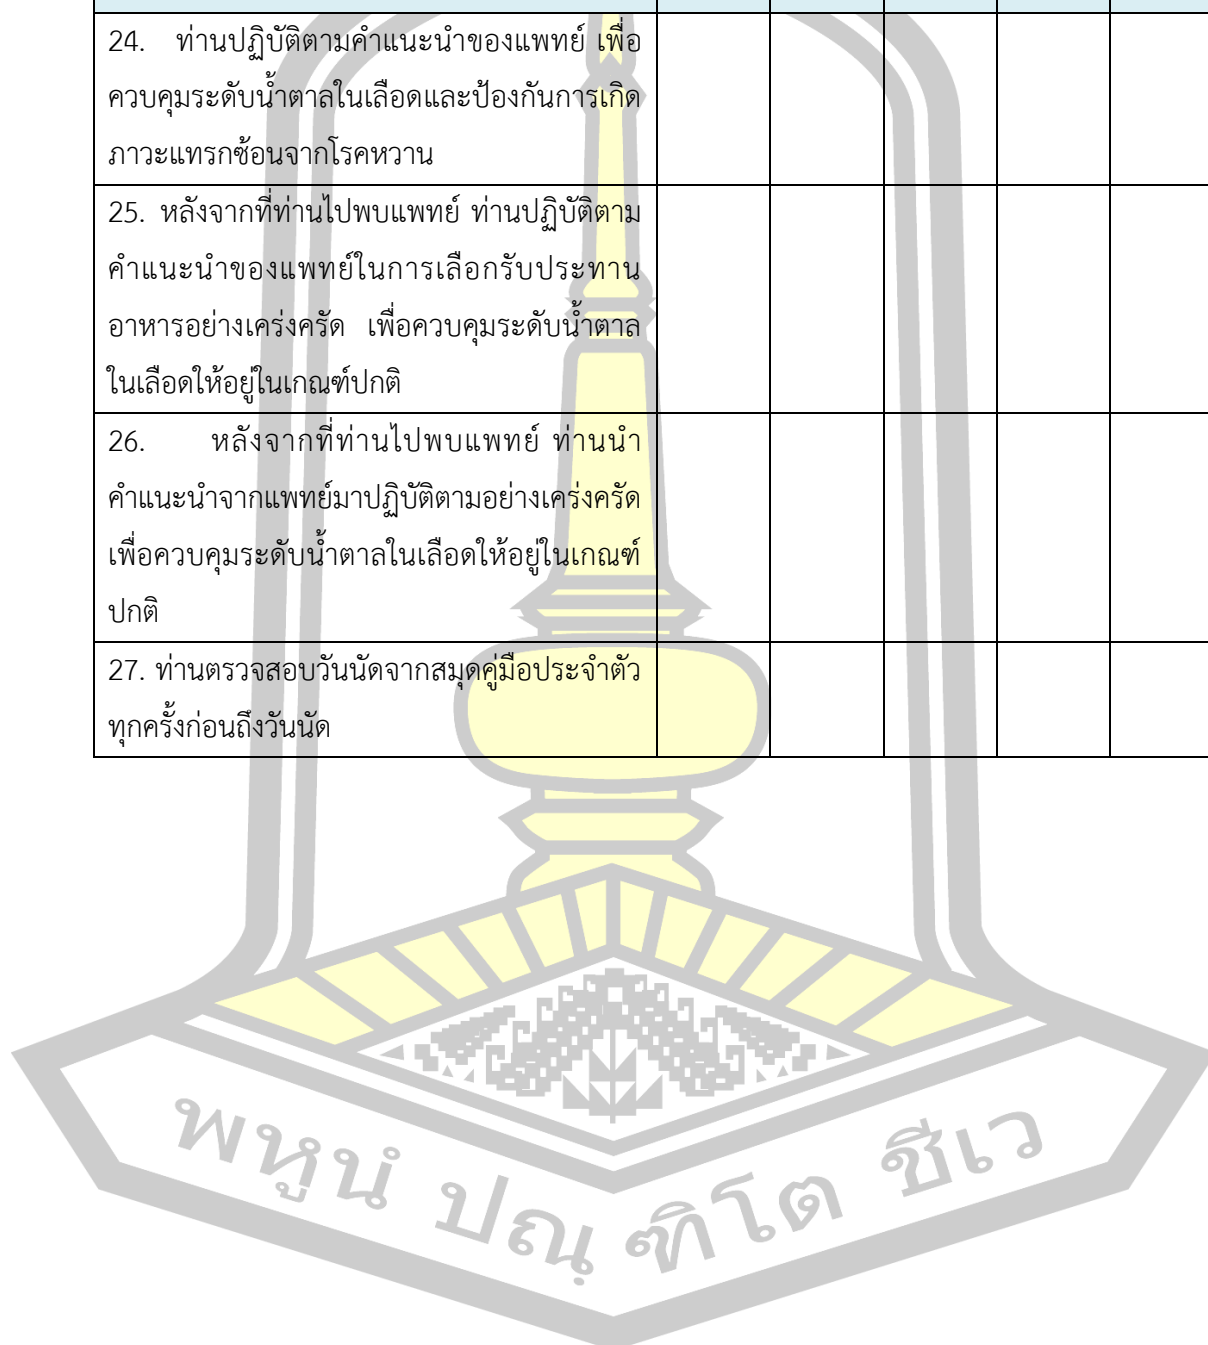 24. ท่านปฏิบัติตามคำแนะนำของแพทย์ เพื่อ
ควบคุมระดับน้ำตาลในเลือดและป้องกันการเกิด
ภาวะแทรกซ้อนจากโรคหวาน
25. หลังจากที่ท่านไปพบแพทย์ ท่านปฏิบัติตาม
คำแนะนำของแพทย์ในการเลือกรับประทาน
อาหารอย่างเคร่งครัด เพื่อควบคุมระดับน้ำตาล
ในเลือดให้อยู่ในเกณฑ์ปกติ
26. หลังจากที่ท่านไปพบแพทย์ ท่านนำ
คำแนะนำจากแพทย์มาปฏิบัติตามอย่างเคร่งครัด
เพื่อควบคุมระดับน้ำตาลในเลือดให้อยู่ในเกณฑ์
ปกติ
27. ท่านตรวจสอบวันนัดจากสมุดคู่มือประจำตัว
ทุกครั้งก่อนถึงวันนัด
พหูนํ ปณฺฑิโต ชีเว